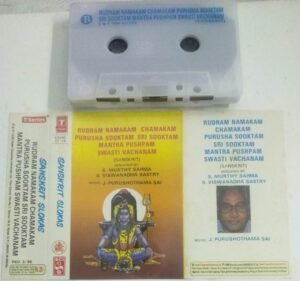 B
RUDRAM NAMAKAM CHAMAKAM PURUSHA SOOKTAM
SRI SOOKTAM MANTRA PUSHPAM SWASTI VACHANAM
T Series
SANSKRIT SLOKAS
RUDRAM NAMAKAM CHAMAKAM
PURUSHA SOOKTAM SRI SOOKTAM
MANTRA PUSHPAM SWASTI VACHANAM
SANSKRIT SLOKAS
RUDRAM NAMAKAM CHAMAKAM
PURUSHA SOOKTAM SRI SOOKTAM
MANTRA PUSHPAM
SWASTI VACHANAM
(SANSKRIT)
S. MURTHY SARMA
S. VISWANADHA SASTRY
MUSIC: J. PURUSHOTHAMA SAI
RUDRAM NAMAKAM
CHAMAKAM
PURUSHA SOOKTAM
SRI SOOKTAM
MANTRA PUSHPAM
SWASTI VACHANAM
(SANSKRIT)
S. MURTHY SARMA
S. VISWANADHA SASTRY
MUSIC: J. PURUSHOTHAMA SAI